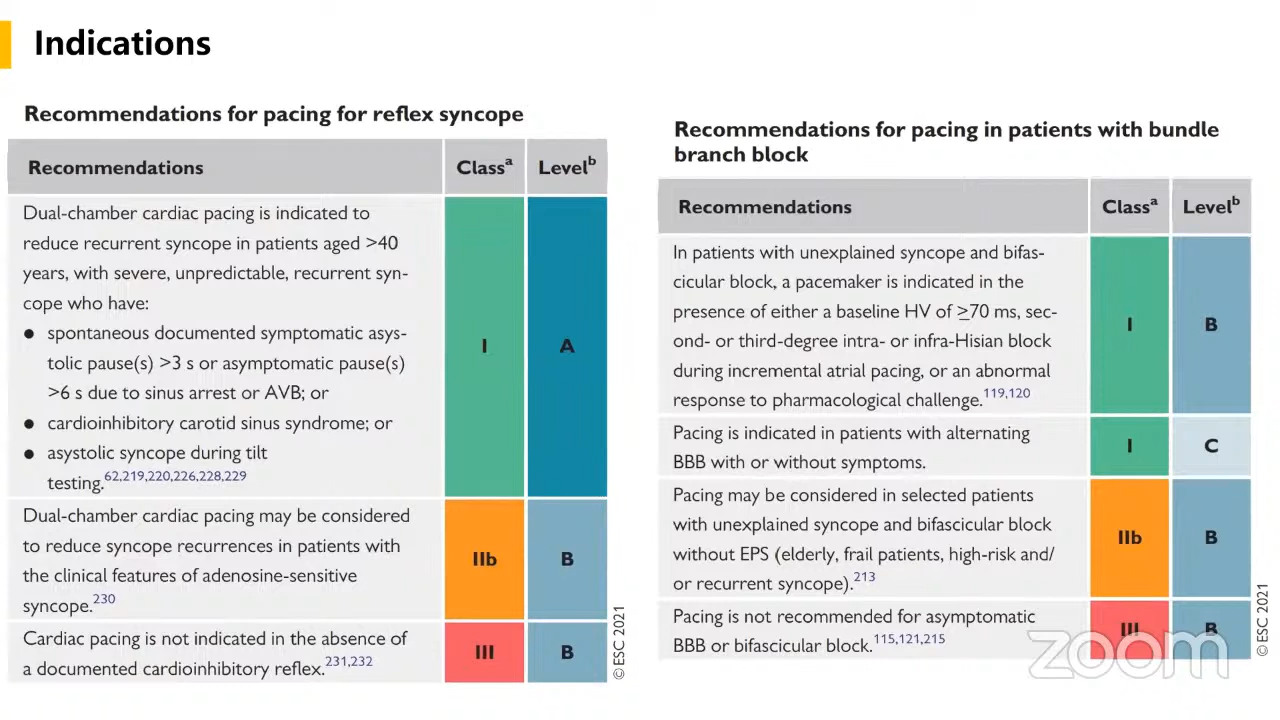 Indications
Recommendations for pacing for reflex syncope
Recommendations Classᵃ Levelᵇ
Dual-chamber cardiac pacing is indicated to
reduce recurrent syncope in patients aged >40
years, with severe, unpredictable, recurrent syn-
cope who have:
● spontaneous documented symptomatic asys-
tolic pause(s) >3 s or asymptomatic pause(s)
>6 s due to sinus arrest or AVB; or
● cardioinhibitory carotid sinus syndrome; or
● asystolic syncope during tilt
testing.62,219,220,226,228,229
I A
Dual-chamber cardiac pacing may be considered
to reduce syncope recurrences in patients with
the clinical features of adenosine-sensitive
syncope.230
IIb B
Cardiac pacing is not indicated in the absence of
a documented cardioinhibitory reflex.231,232
III B
©ESC 2021
Recommendations for pacing in patients with bundle
branch block
Recommendations Classᵃ Levelᵇ
In patients with unexplained syncope and bifas-
cicular block, a pacemaker is indicated in the
presence of either a baseline HV of ≥70 ms, sec-
ond- or third-degree intra- or infra-Hisian block
during incremental atrial pacing, or an abnormal
response to pharmacological challenge.119,120
I B
Pacing is indicated in patients with alternating
BBB with or without symptoms.
I C
Pacing may be considered in selected patients
with unexplained syncope and bifascicular block
without EPS (elderly, frail patients, high-risk and/
or recurrent syncope).213
IIb B
Pacing is not recommended for asymptomatic
BBB or bifascicular block.115,121,215
III B
©ESC 2021
zoom